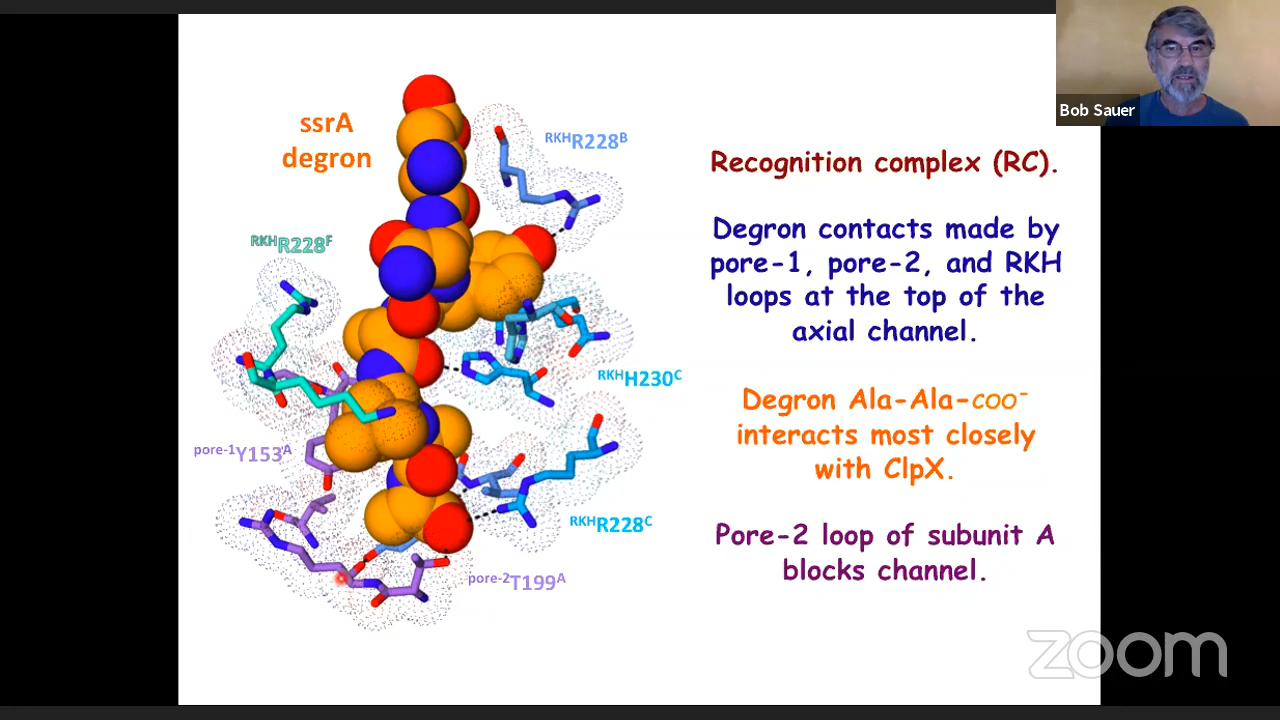 Bob Sauer
ssrA
degron
RKHR228B
RKHR228F
RKHH230C
pore-1Y153A
RKHR228C
pore-2T199A
Recognition complex (RC).
Degron contacts made by
pore-1, pore-2, and RKH
loops at the top of the
axial channel.
Degron Ala-Ala-COO⁻
interacts most closely
with ClpX.
Pore-2 loop of subunit A
blocks channel.
zoom